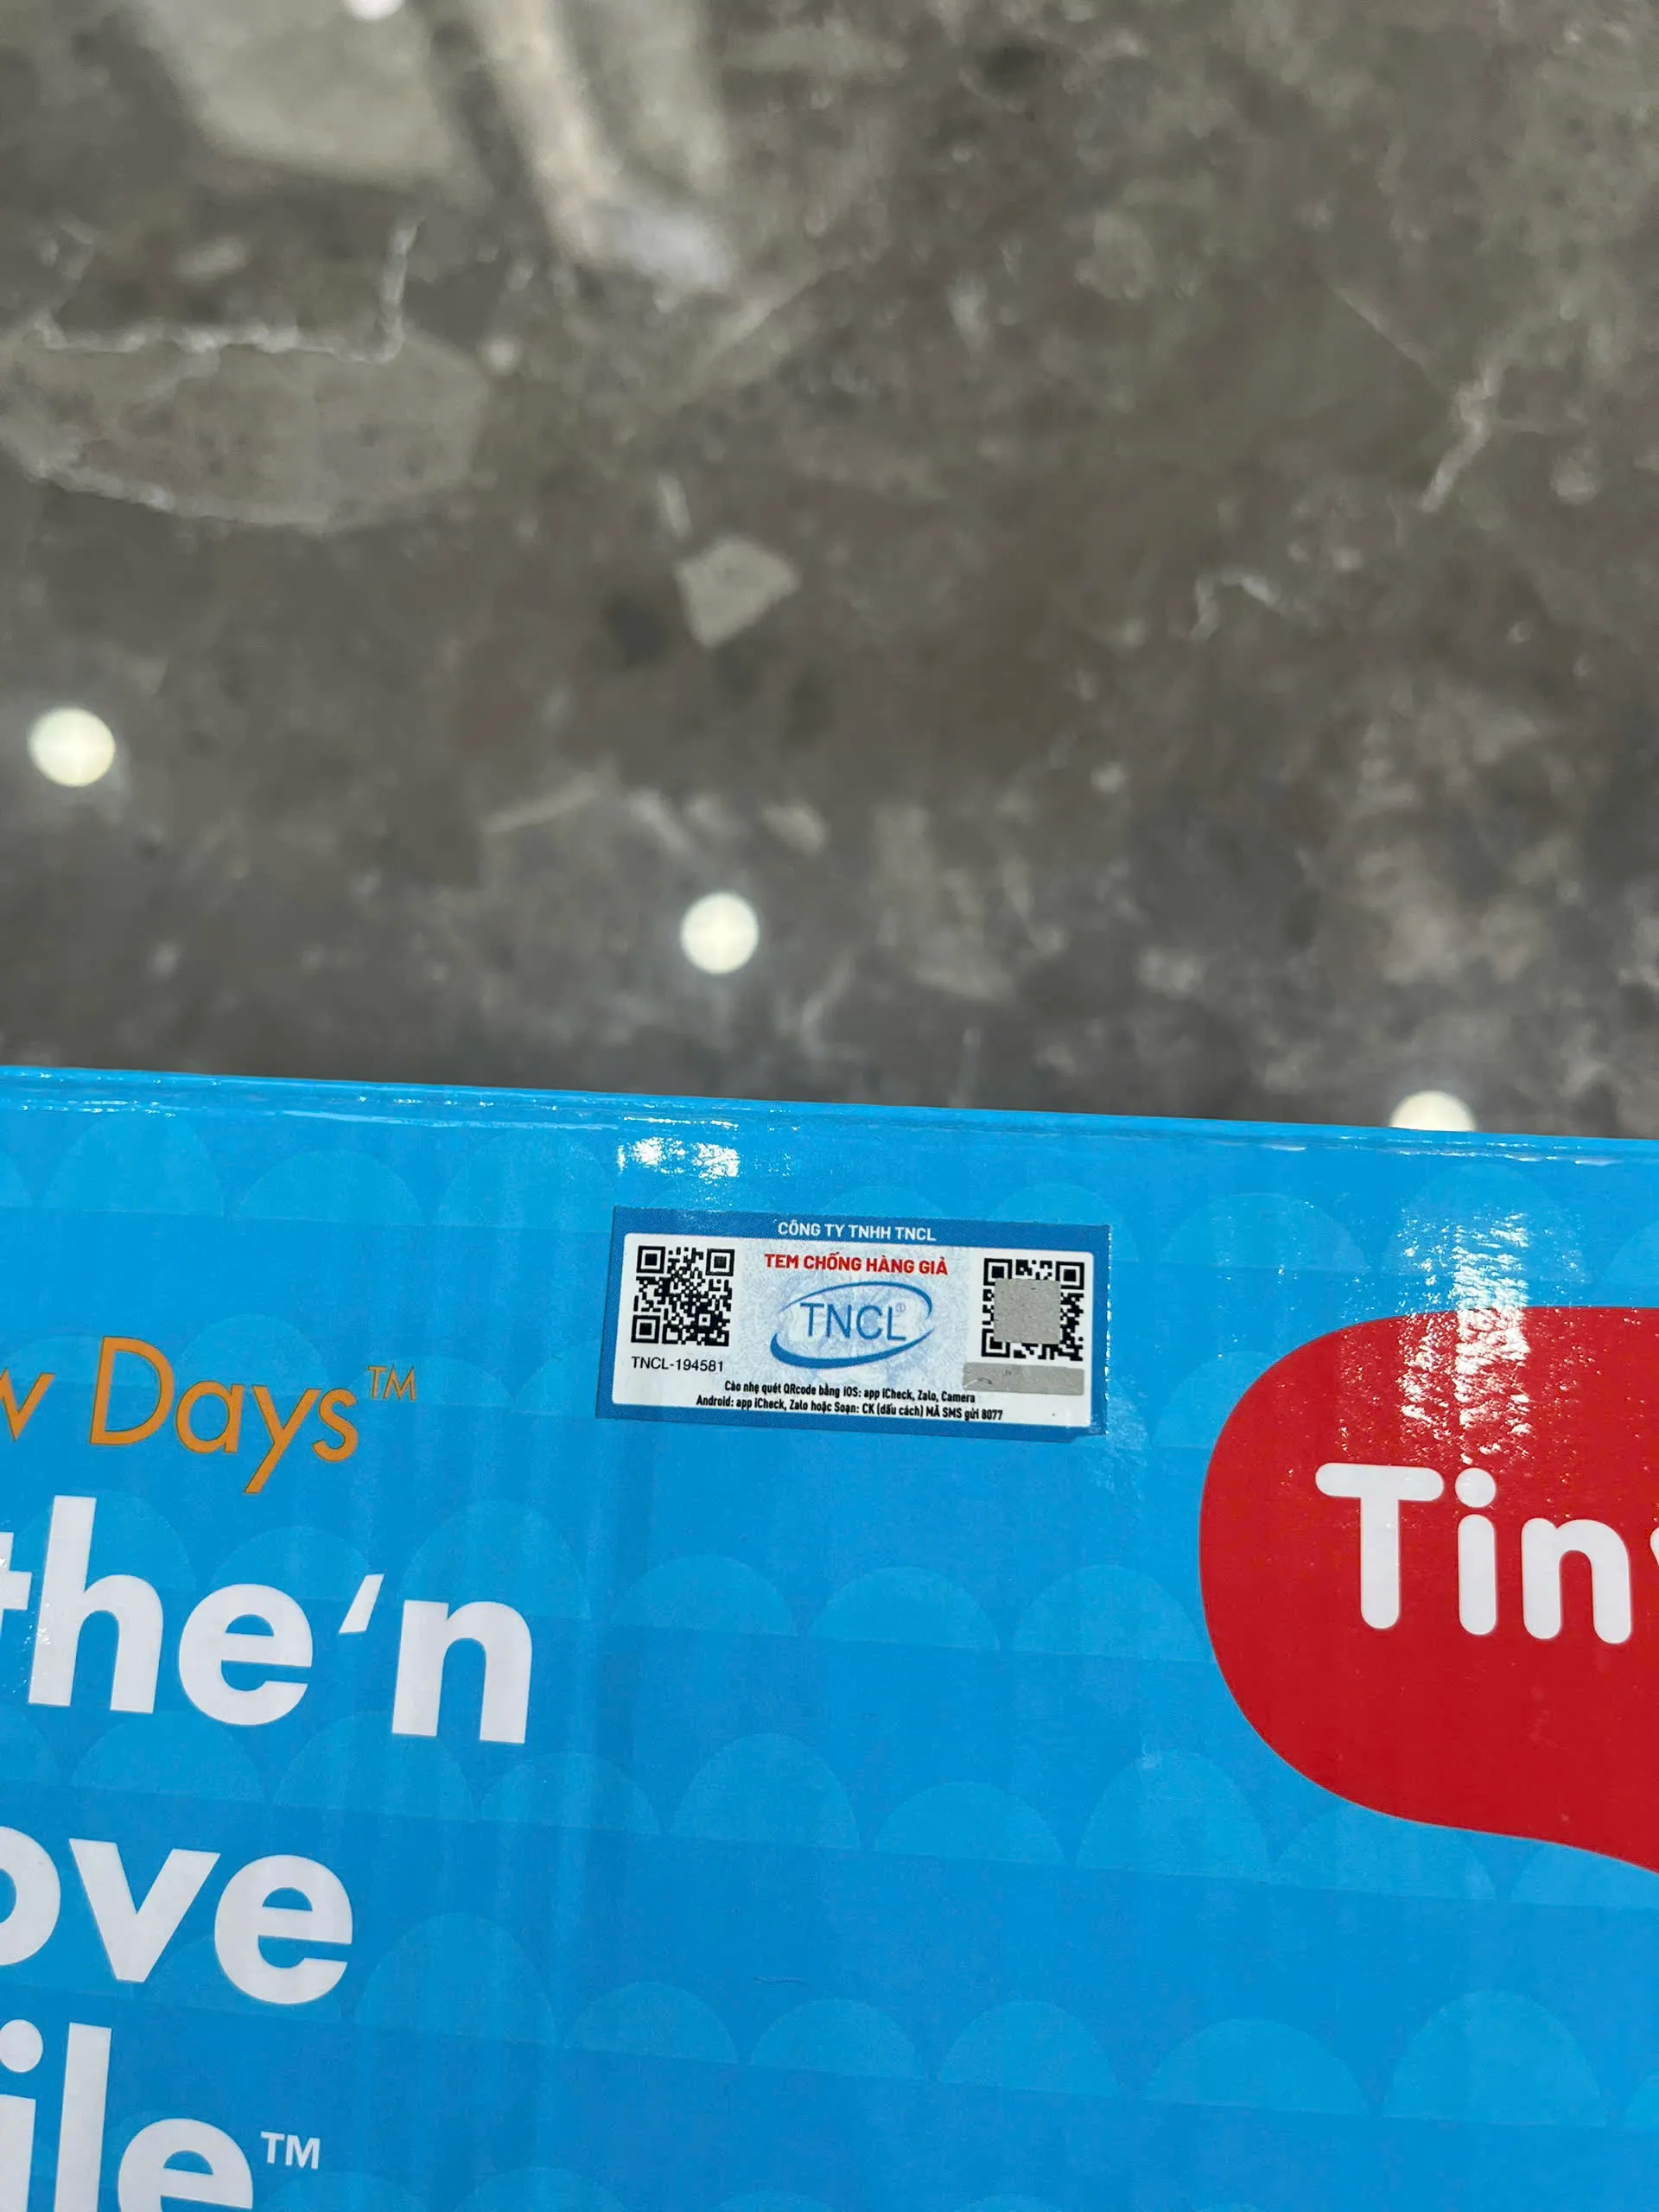 CÔNG TY TNHH TNCL
TEM CHỐNG HÀNG GIẢ
TNCL®
TNCL-194581
Cào nhẹ quét QRcode bằng iOS: app iCheck, Zalo, Camera
Android: app iCheck, Zalo hoặc Soạn: CK (dấu cách) MÃ SMS gửi 8077
w Days™
the'n
ove
ile™
Tin